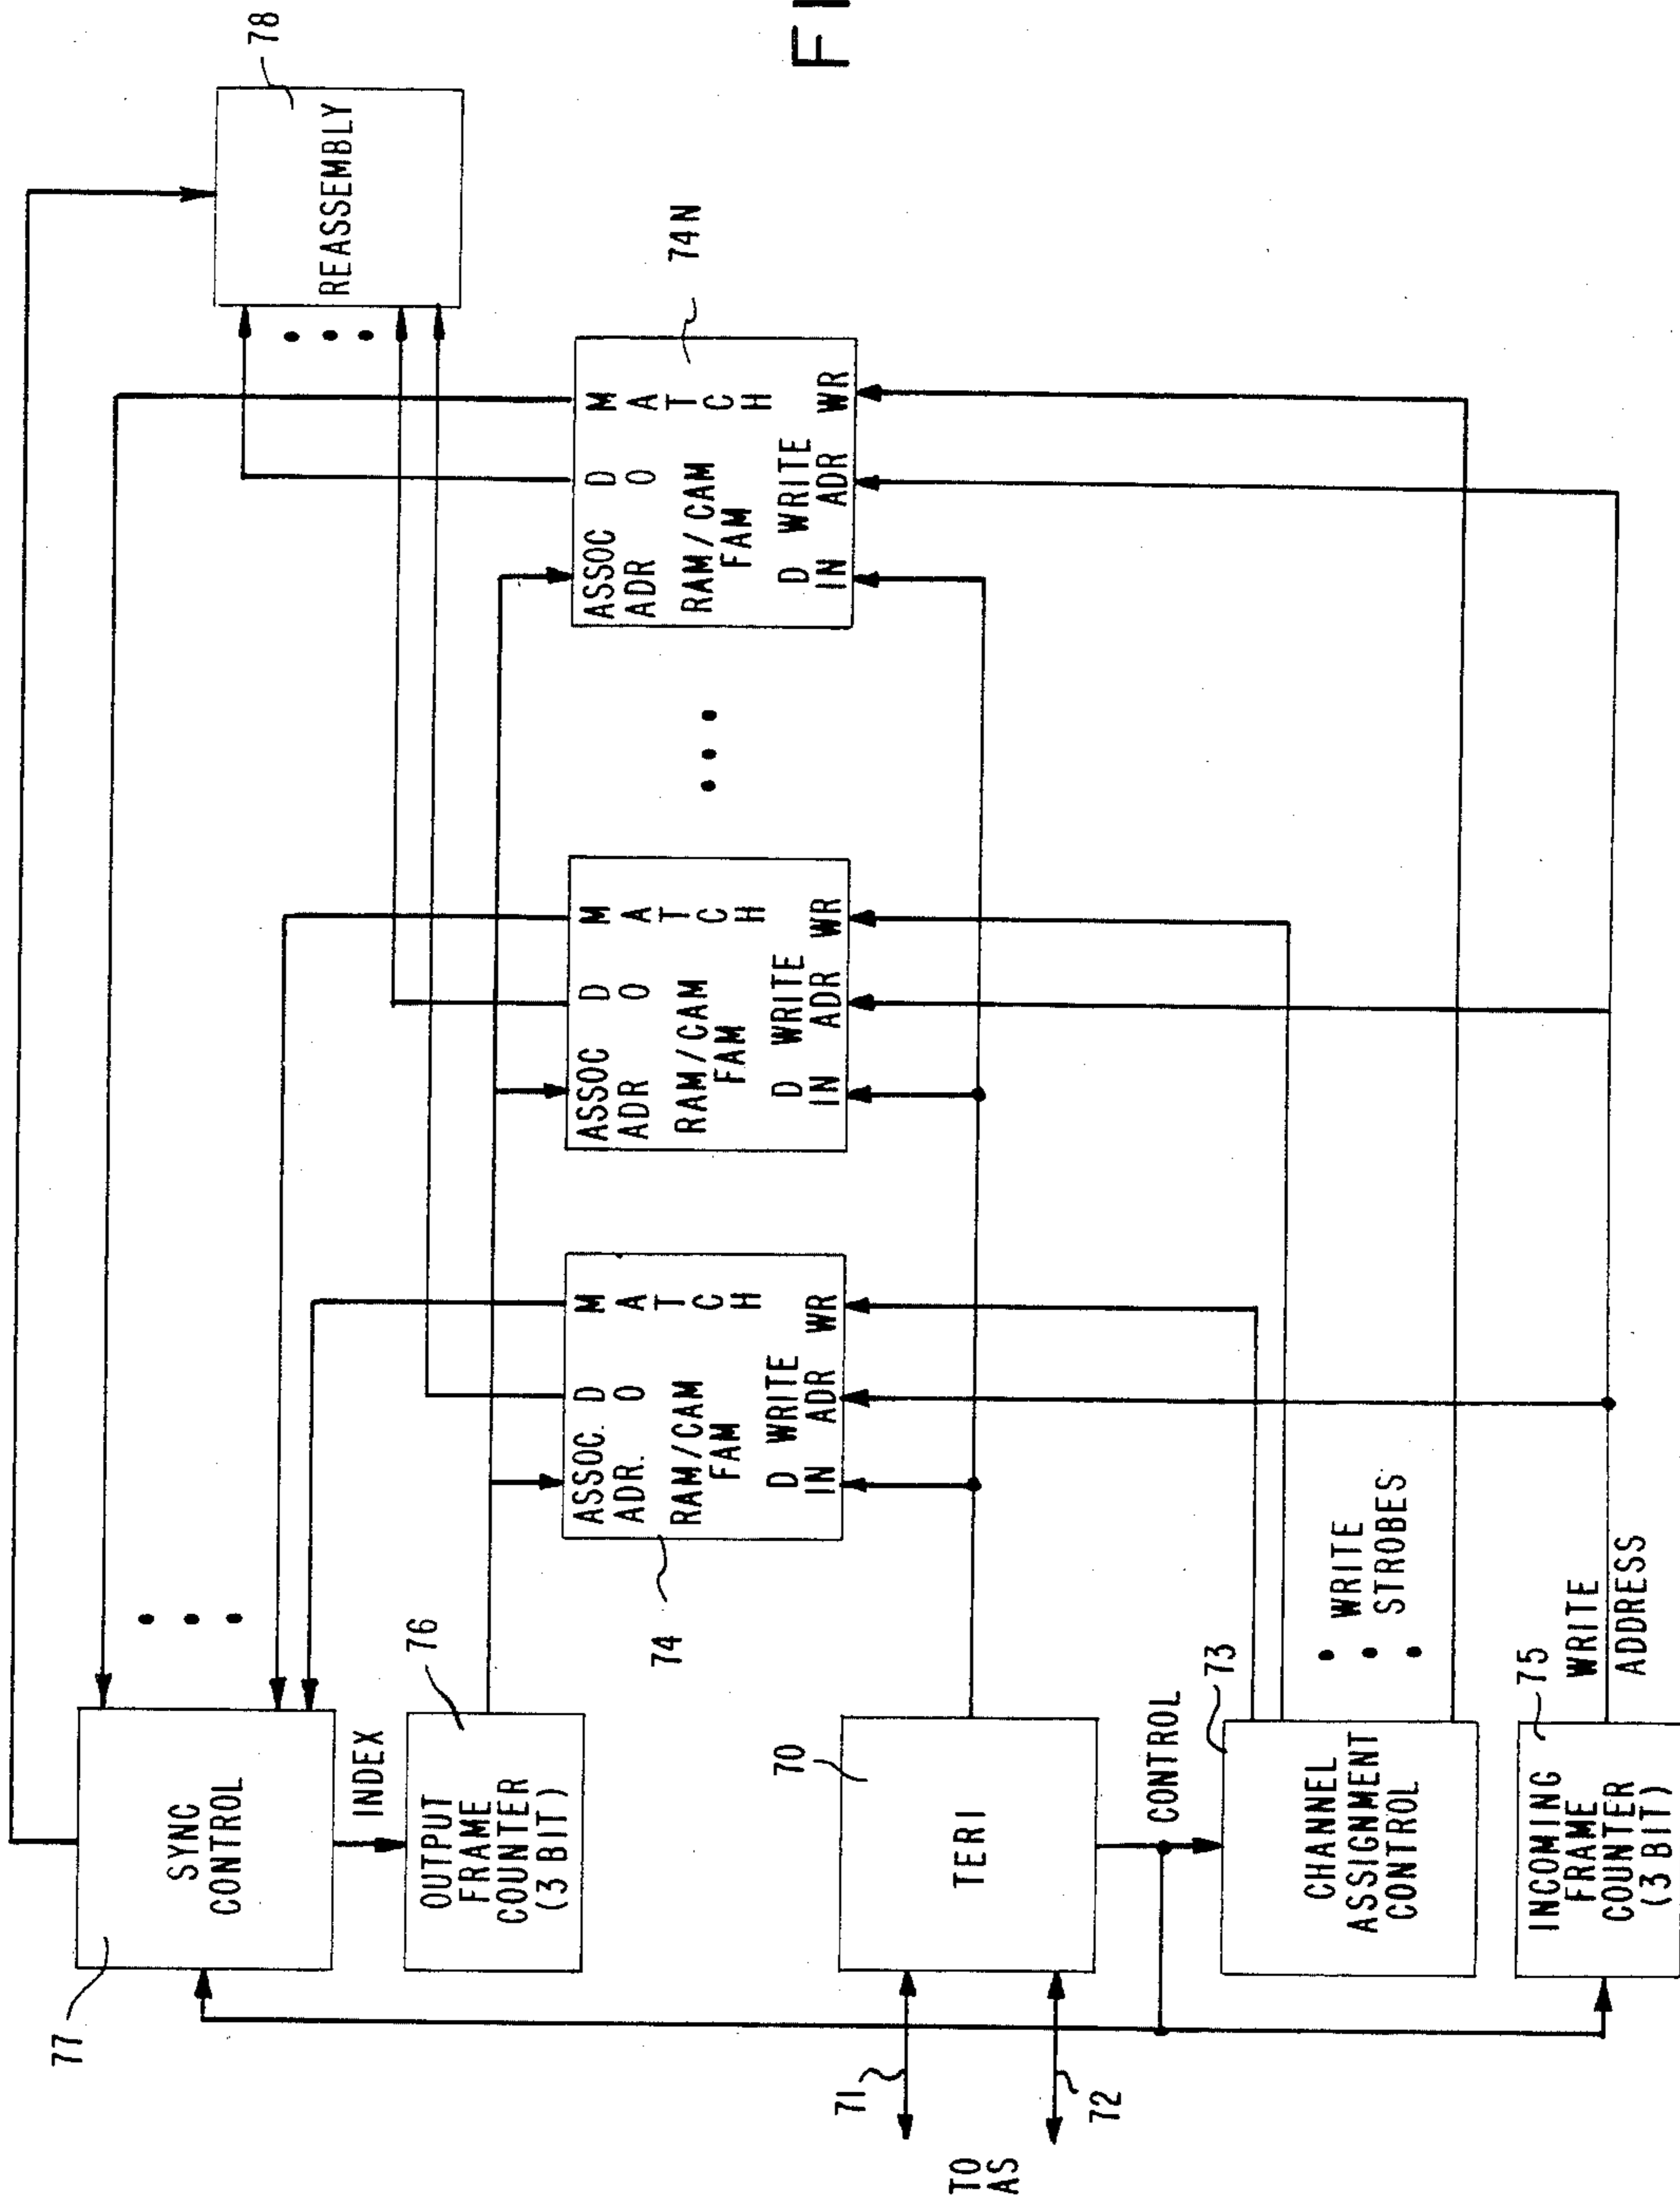 78
REASSEMBLY
77
SYNC
CONTROL
INDEX
76
OUTPUT
FRAME
COUNTER
(3 BIT)
74
ASSOC.
ADR.
D
O
MATCH
RAM/CAM
FAM
D
IN
WRITE
ADR
WR
ASSOC
ADR
D
O
MATCH
RAM/CAM
FAM
D
IN
WRITE
ADR
WR
74N
ASSOC
ADR
D
O
MATCH
RAM/CAM
FAM
D
IN
WRITE
ADR
WR
TO
AS
71
72
70
TERI
CONTROL
73
CHANNEL
ASSIGNMENT
CONTROL
WRITE
STROBES
75
INCOMING
FRAME
COUNTER
(3 BIT)
WRITE
ADDRESS